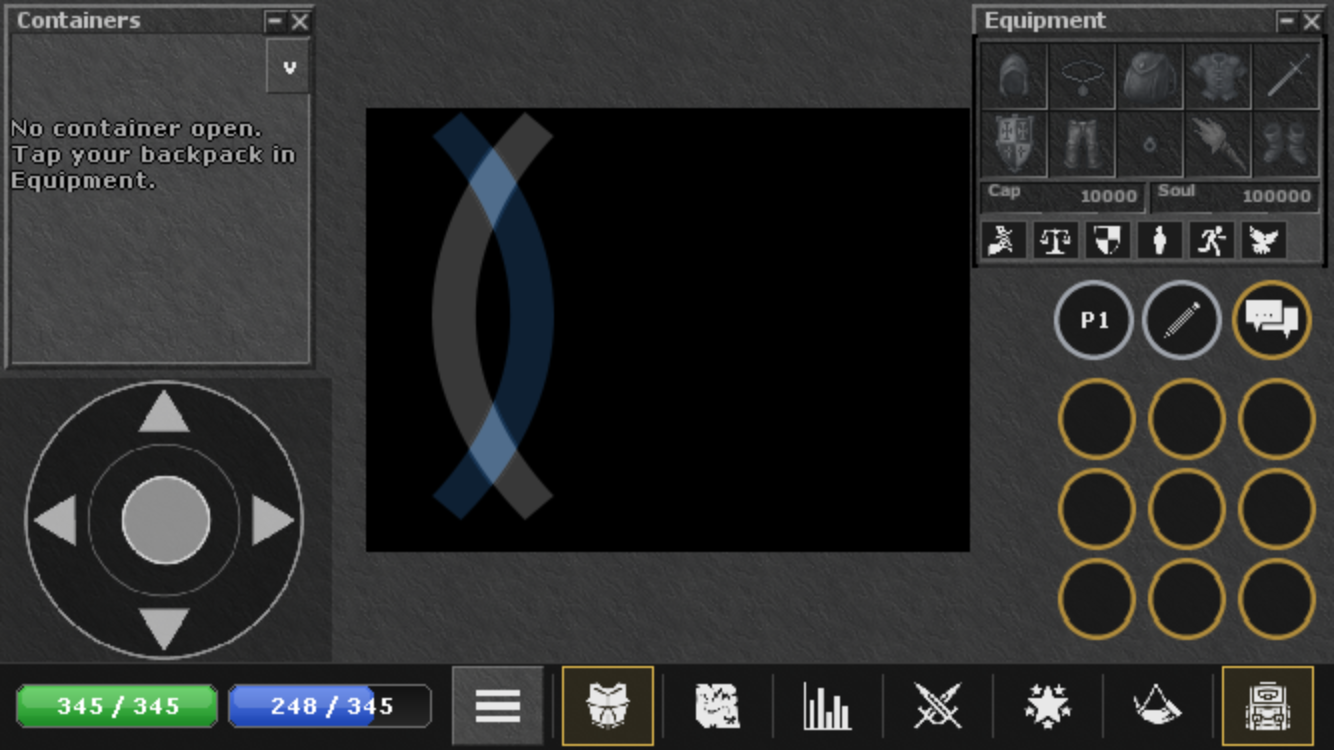 Containers
v
No container open.
Tap your backpack in
Equipment.
Equipment
Cap 10000 Soul 100000
P1
345 / 345
248 / 345